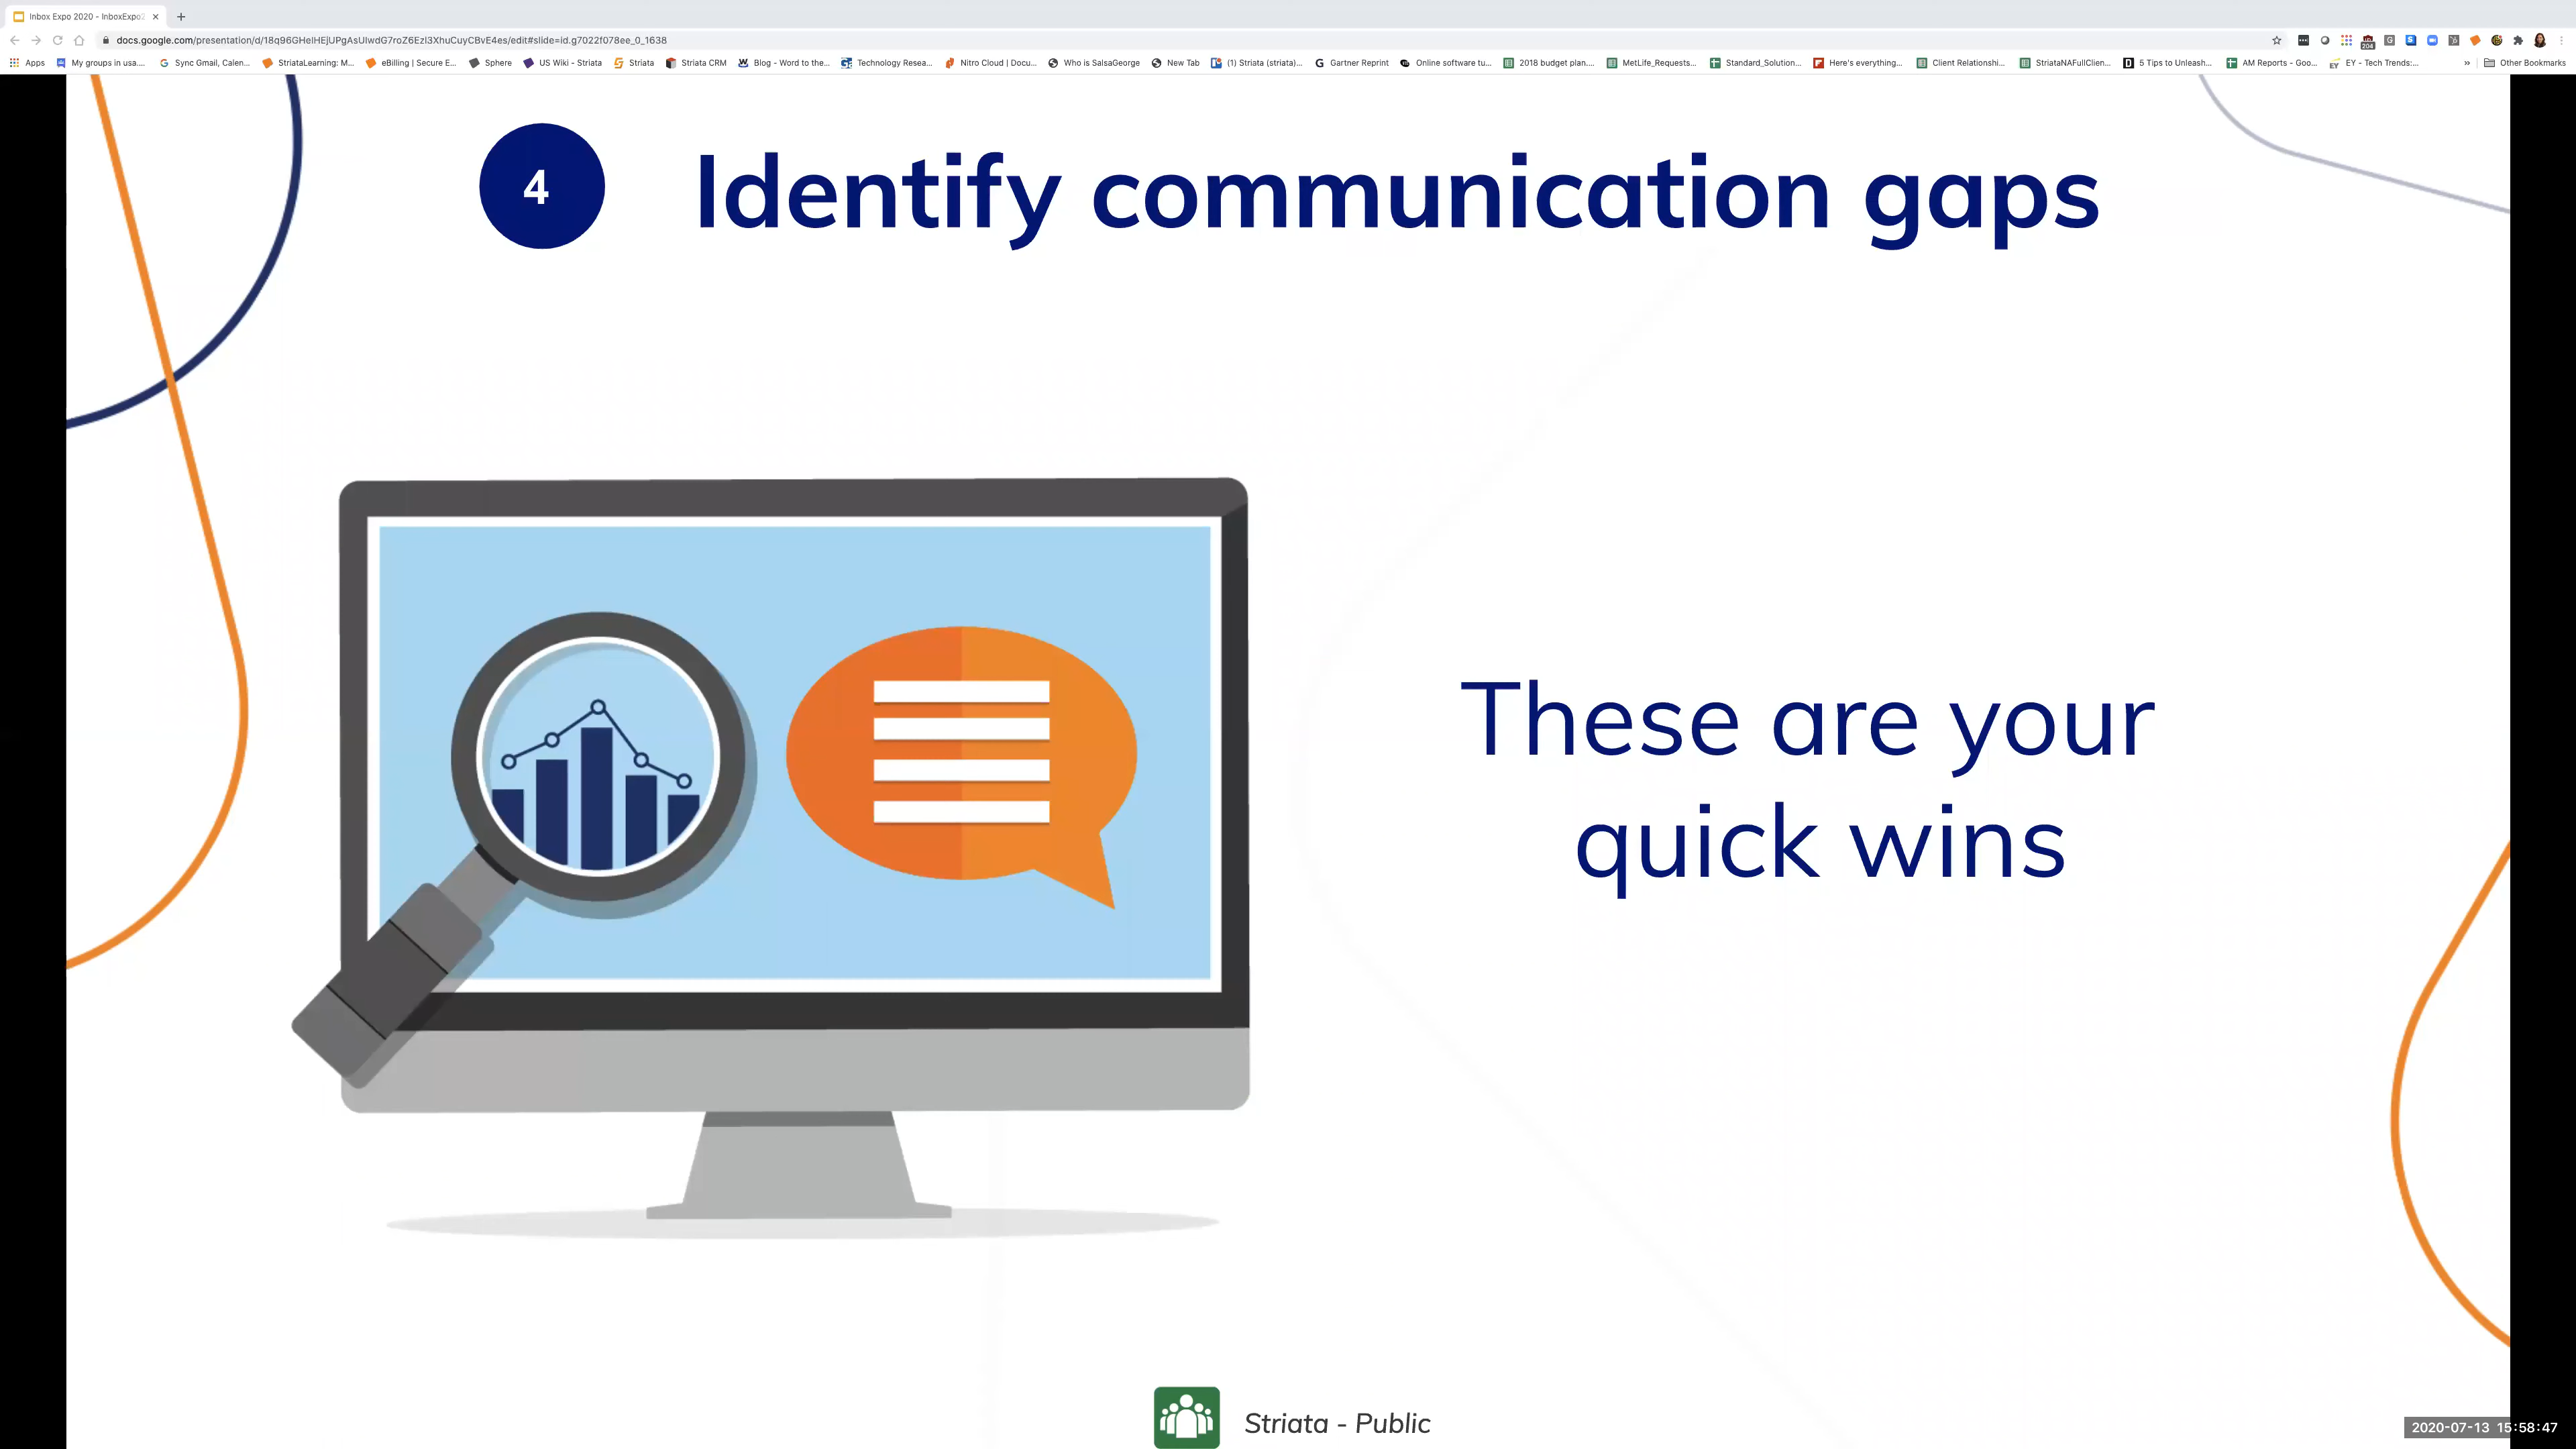 Inbox Expo 2020 - InboxExpo2
docs.google.com/presentation/d/18q96GHeIHEjUPgAsUIwdG7roZ6EzI3XhuCuyCBvE4es/edit#slide=id.g7022f078ee_0_1638
204
Apps My groups in usa.... Sync Gmail, Calen... StriataLearning: M... eBilling | Secure E... Sphere US Wiki - Striata Striata Striata CRM Blog - Word to the... Technology Resea... Nitro Cloud | Docu... Who is SalsaGeorge New Tab (1) Striata (striata)... Gartner Reprint Online software tu... 2018 budget plan.... MetLife_Requests... Standard_Solution... Here's everything... Client Relationshi... StriataNAFullClien... 5 Tips to Unleash... AM Reports - Goo... EY - Tech Trends:... » Other Bookmarks
4 Identify communication gaps
These are your
quick wins
Striata - Public
2020-07-13 15:58:47